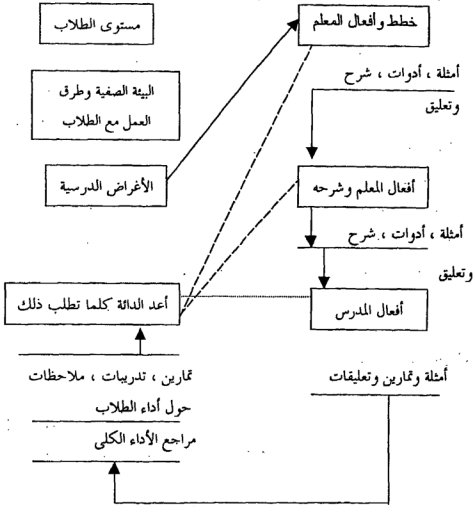 مستوى الطلاب
خطط وأفعال المعلم
البيئة الصفية وطرق
العمل مع الطلاب
أمثلة ، أدوات ، شرح
وتعليق
الأغراض الدرسية
أفعال المعلم وشرحه
أمثلة ، أدوات ، شرح
وتعليق
أعد الدائة كلما تطلب ذلك
أفعال المدرس
تمارين ، تدريبات ، ملاحظات
حول أداء الطلاب
مراجع الأداء الكلى
أمثلة وتمارين وتعليقات